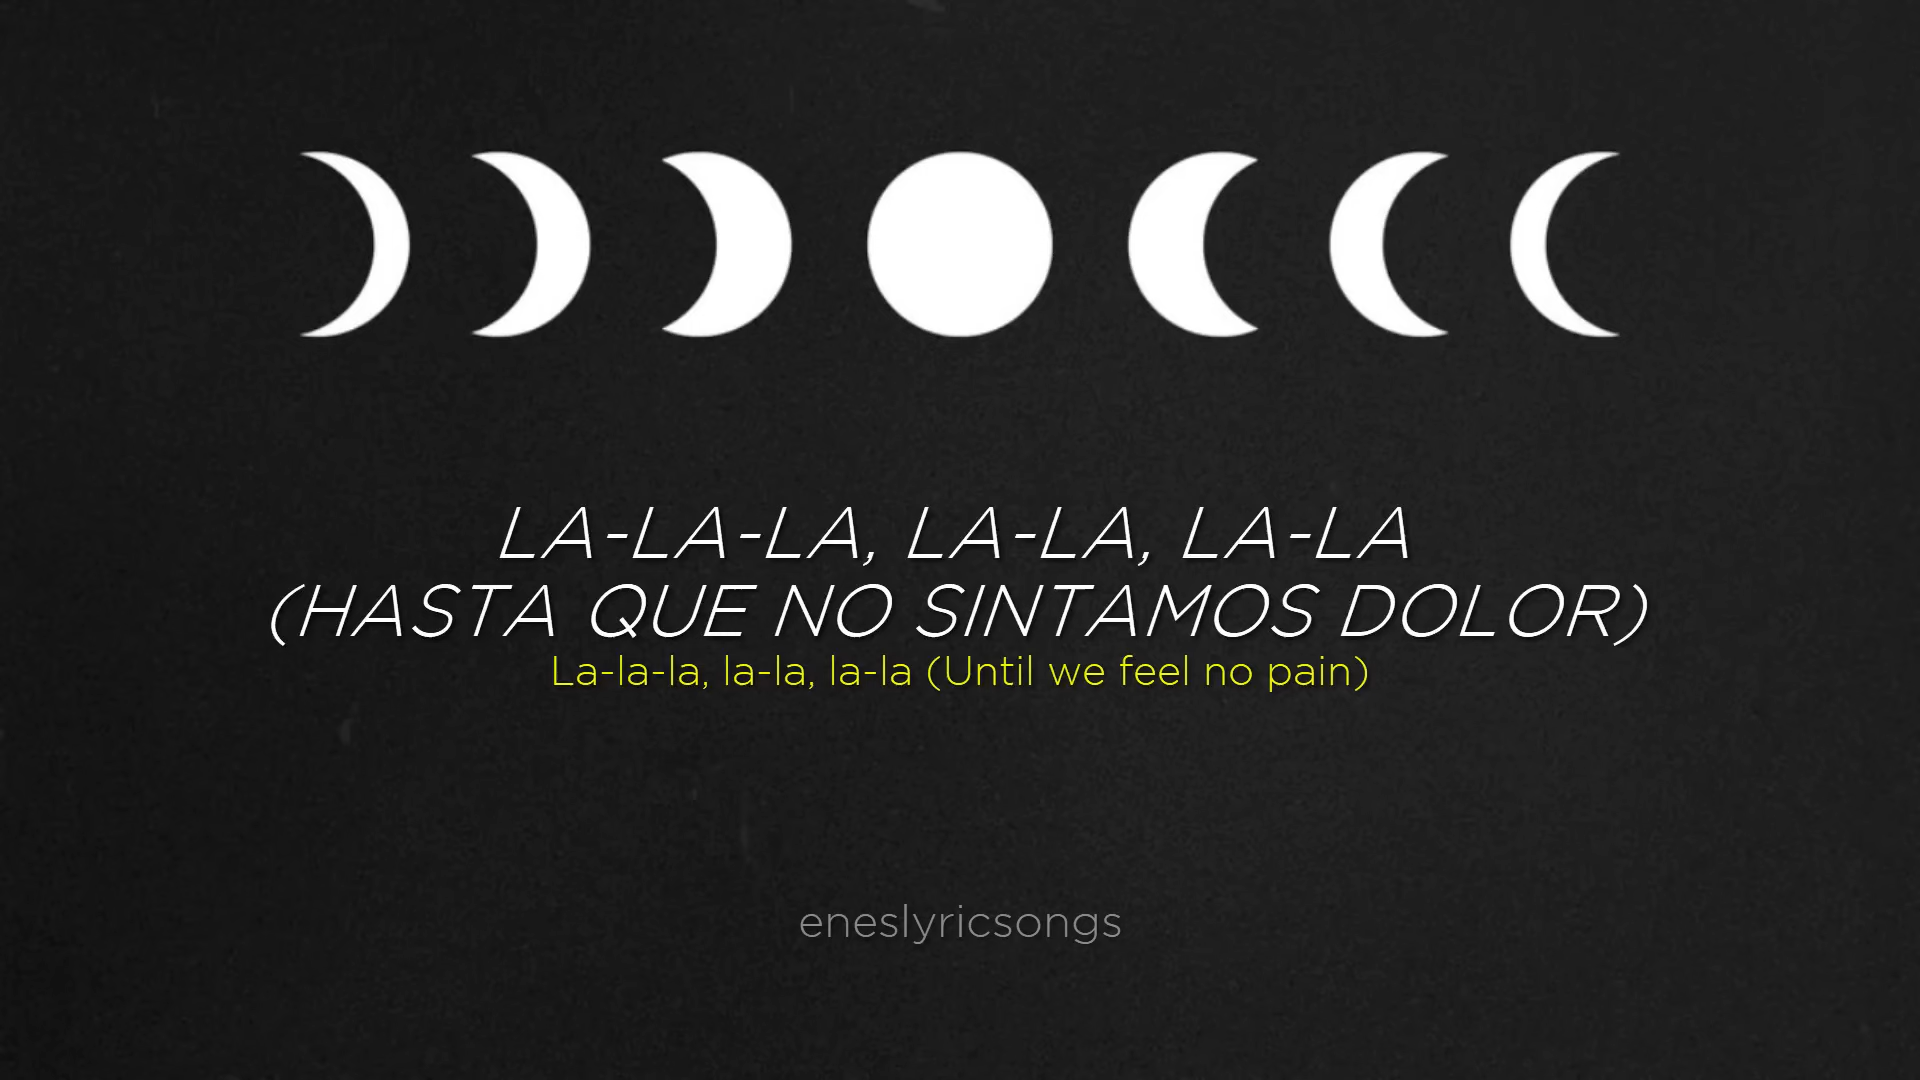 LA-LA-LA, LA-LA, LA-LA
(HASTA QUE NO SINTAMOS DOLOR)
La-la-la, la-la, la-la (Until we feel no pain)
eneslyricsongs